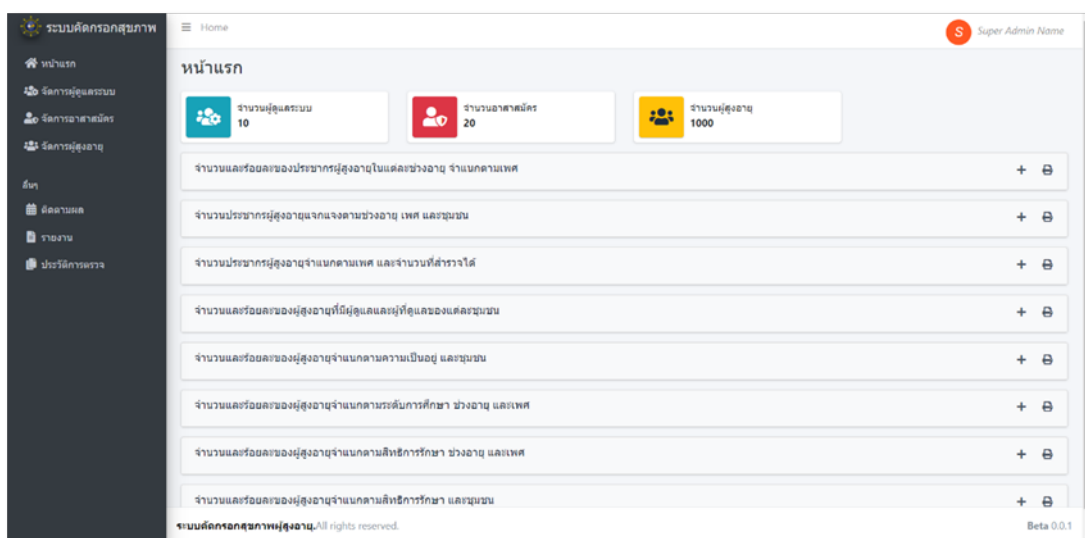 ระบบคัดกรอกสุขภาพ
Home
S Super Admin Name
หน้าแรก
จัดการผู้ดูแลระบบ
จัดการอาสาสมัคร
จัดการผู้สูงอายุ
อื่นๆ
ติดตามผล
รายงาน
ประวัติการตรวจ
หน้าแรก
จำนวนผู้ดูแลระบบ
10
จำนวนอาสาสมัคร
20
จำนวนผู้สูงอายุ
1000
จำนวนและร้อยละของประชากรผู้สูงอายุในแต่ละช่วงอายุ จำแนกตามเพศ
จำนวนประชากรผู้สูงอายุแจกแจงตามช่วงอายุ เพศ และชุมชน
จำนวนประชากรผู้สูงอายุจำแนกตามเพศ และจำนวนที่สำรวจได้
จำนวนและร้อยละของผู้สูงอายุที่มีผู้ดูแลและผู้ที่ดูแลของแต่ละชุมชน
จำนวนและร้อยละของผู้สูงอายุจำแนกตามความเป็นอยู่ และชุมชน
จำนวนและร้อยละของผู้สูงอายุจำแนกตามระดับการศึกษา ช่วงอายุ และเพศ
จำนวนและร้อยละของผู้สูงอายุจำแนกตามสิทธิการรักษา ช่วงอายุ และเพศ
จำนวนและร้อยละของผู้สูงอายุจำแนกตามสิทธิการรักษา และชุมชน
ระบบคัดกรอกสุขภาพผู้สูงอายุ.All rights reserved.
Beta 0.0.1